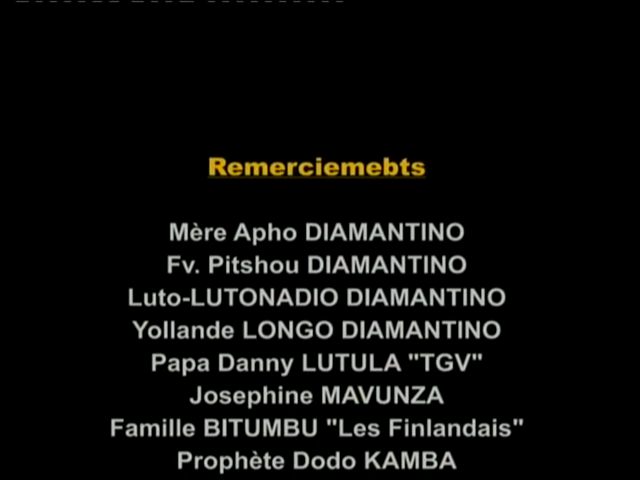 Remerciemebts
Mère Apho DIAMANTINO
Fv. Pitshou DIAMANTINO
Luto-LUTONADIO DIAMANTINO
Yollande LONGO DIAMANTINO
Papa Danny LUTULA "TGV"
Josephine MAVUNZA
Famille BITUMBU "Les Finlandais"
Prophète Dodo KAMBA